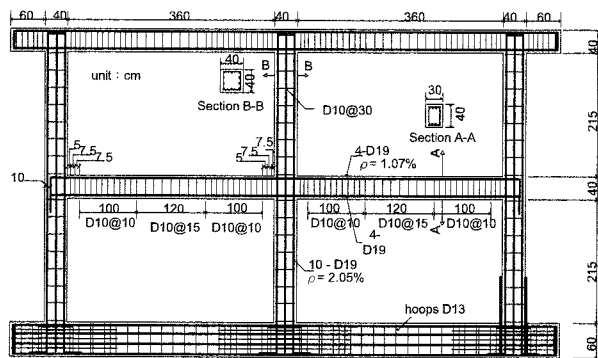 60 40 360 40 360 40 60
40
unit : cm
40
40
Section B-B
B B
D10@30
30
40
Section A-A
215
5
7.5
7.5
7.5
5
7.5
4-D19
ρ = 1.07%
A
10
40
100 120 100
D10@10 D10@15 D10@10
100 120 100
D10@10 D10@15 D10@10
A
4-
D19
10 - D19
ρ = 2.05%
215
hoops D13
60